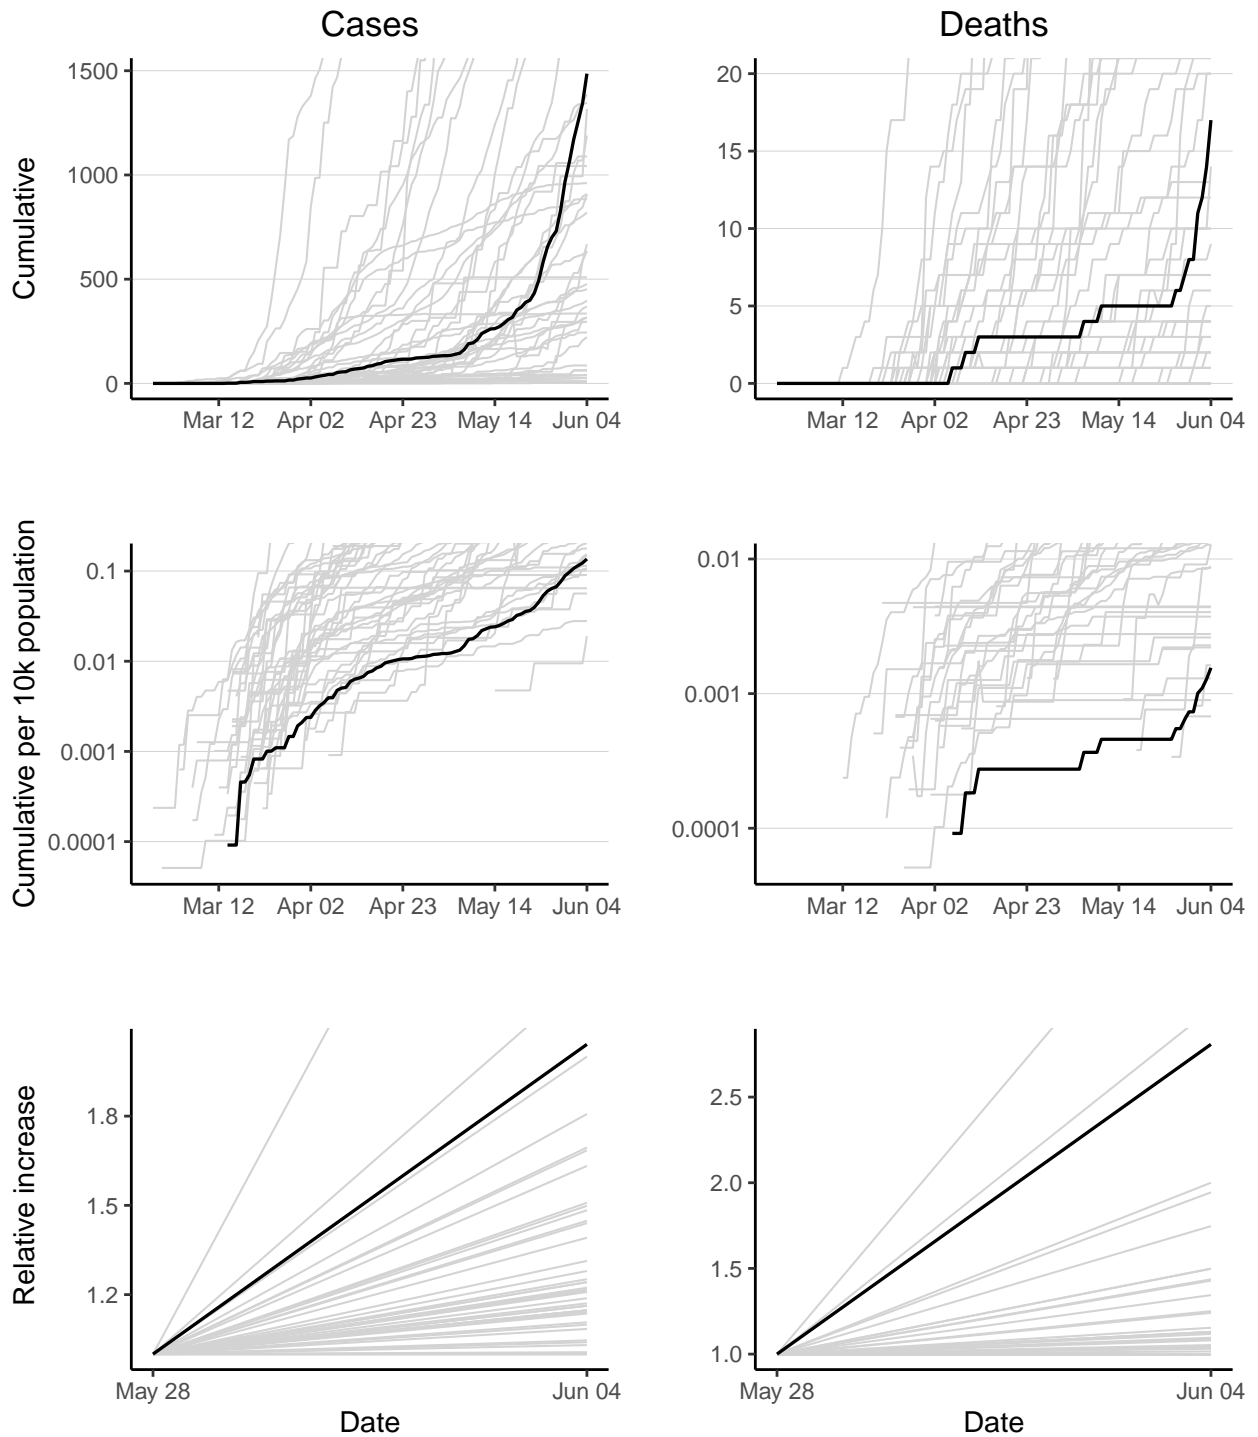 Cases
Deaths
Cumulative
1500
1000
500
0
Mar 12 Apr 02 Apr 23 May 14 Jun 04
20
15
10
5
0
Mar 12 Apr 02 Apr 23 May 14 Jun 04
Cumulative per 10k population
0.1
0.01
0.001
0.0001
Mar 12 Apr 02 Apr 23 May 14 Jun 04
0.01
0.001
0.0001
Mar 12 Apr 02 Apr 23 May 14 Jun 04
Relative increase
1.8
1.5
1.2
May 28 Jun 04
Date
2.5
2.0
1.5
1.0
May 28 Jun 04
Date